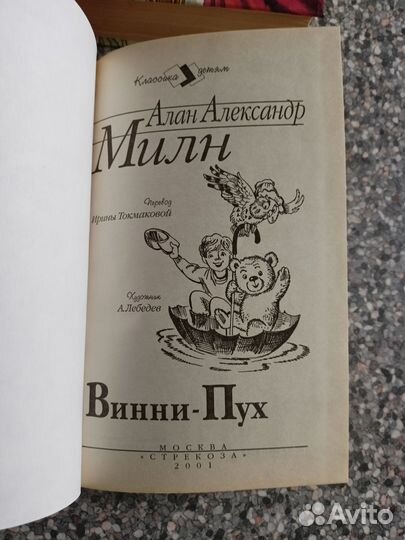 Классика детям
Алан Александр
Милн
Перевод
Ирины Токмаковой
Художник
А.Лебедев
Винни-Пух
МОСКВА
«СТРЕКОЗА»
2001
Avito